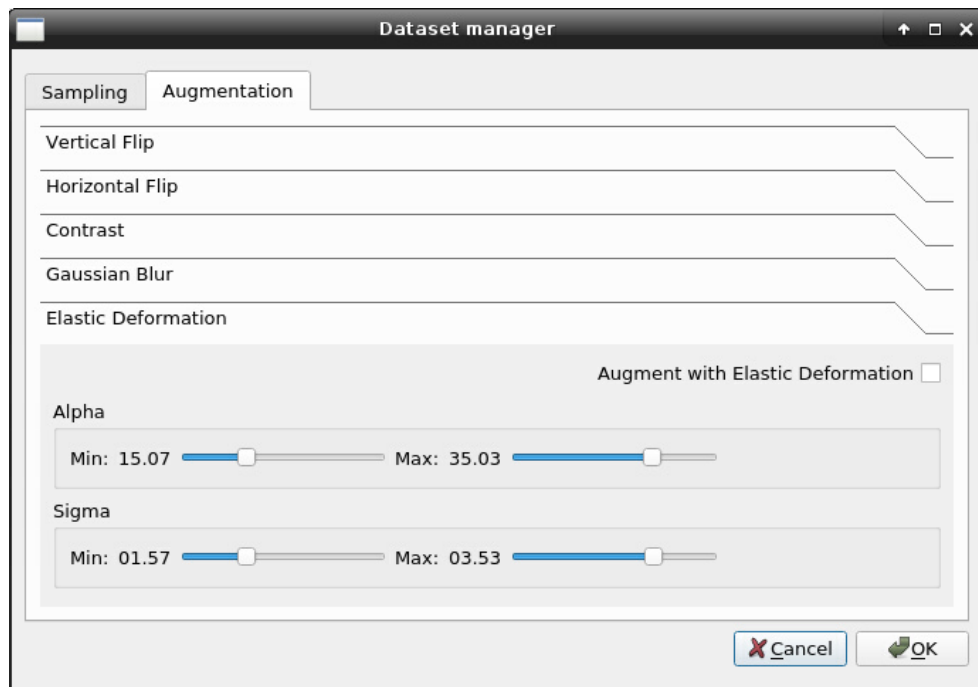 Dataset manager
Sampling Augmentation
Vertical Flip
Horizontal Flip
Contrast
Gaussian Blur
Elastic Deformation
Augment with Elastic Deformation
Alpha
Min: 15.07 Max: 35.03
Sigma
Min: 01.57 Max: 03.53
Cancel OK